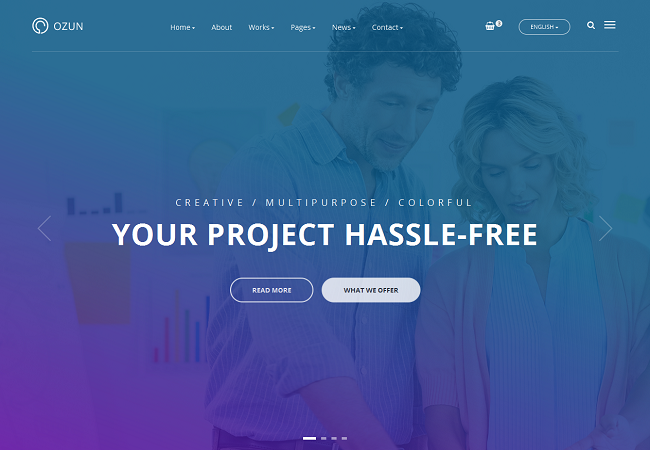 OZUN
Home About Works Pages News Contact
3
ENGLISH
CREATIVE / MULTIPURPOSE / COLORFUL
YOUR PROJECT HASSLE-FREE
READ MORE
WHAT WE OFFER